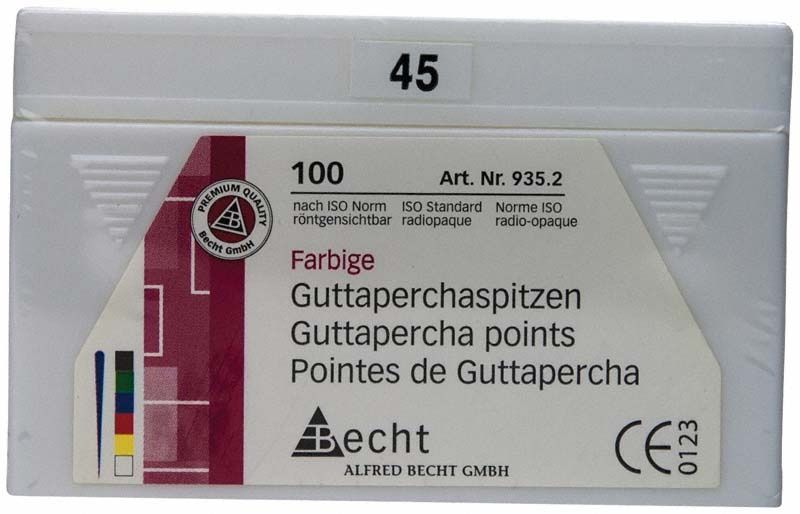 45
100 Art. Nr. 935.2
nach ISO Norm ISO Standard Norme ISO
röntgensichtbar radiopaque radio-opaque
PREMIUM QUALITY
B
Becht GmbH
Farbige
Guttaperchaspitzen
Guttapercha points
Pointes de Guttapercha
Becht
ALFRED BECHT GMBH
CE 0123